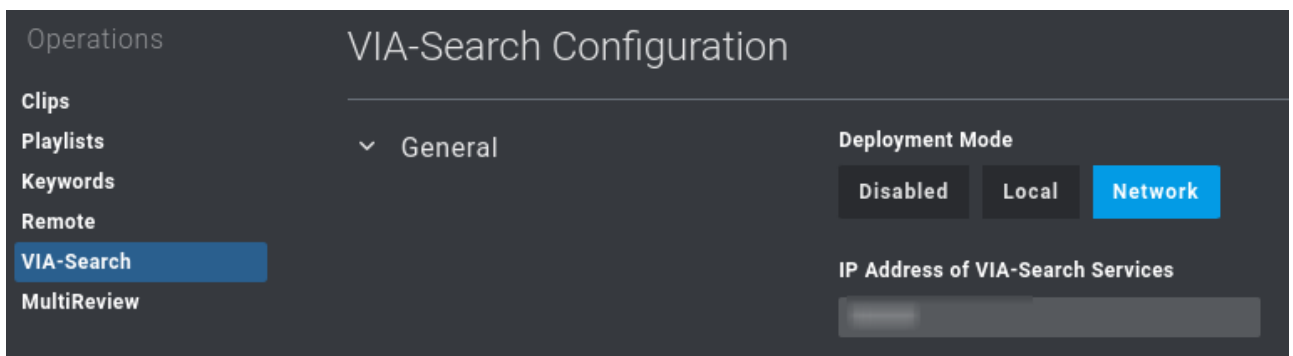 Operations
Clips
Playlists
Keywords
Remote
VIA-Search
MultiReview
VIA-Search Configuration
General
Deployment Mode
Disabled Local Network
IP Address of VIA-Search Services